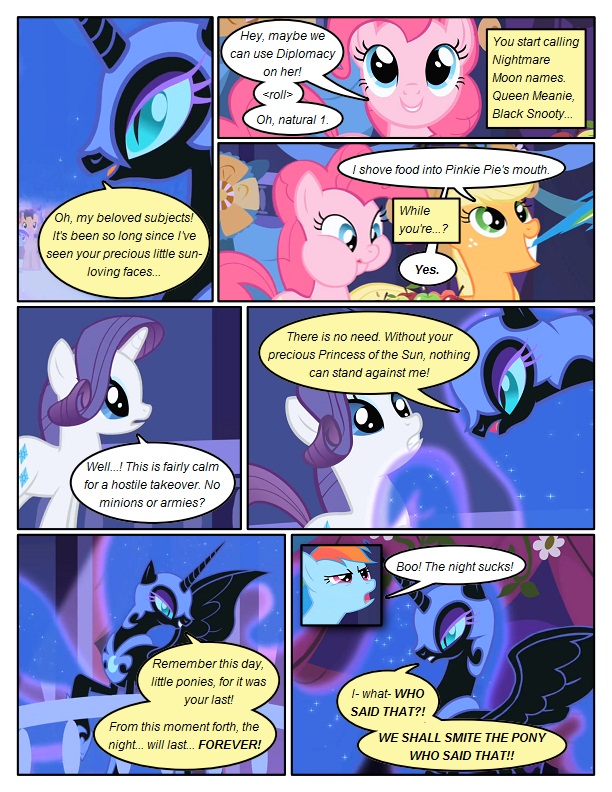 Oh, my beloved subjects!
It's been so long since I've
seen your precious little sun-
loving faces...
Hey, maybe we
can use Diplomacy
on her!
<roll>
Oh, natural 1.
You start calling
Nightmare
Moon names.
Queen Meanie,
Black Snooty...
I shove food into Pinkie Pie's mouth.
While
you're...?
Yes.
Well...! This is fairly calm
for a hostile takeover. No
minions or armies?
There is no need. Without your
precious Princess of the Sun, nothing
can stand against me!
Remember this day,
little ponies, for it was
your last!
From this moment forth, the
night... will last... FOREVER!
Boo! The night sucks!
I- what- WHO
SAID THAT?!
WE SHALL SMITE THE PONY
WHO SAID THAT!!